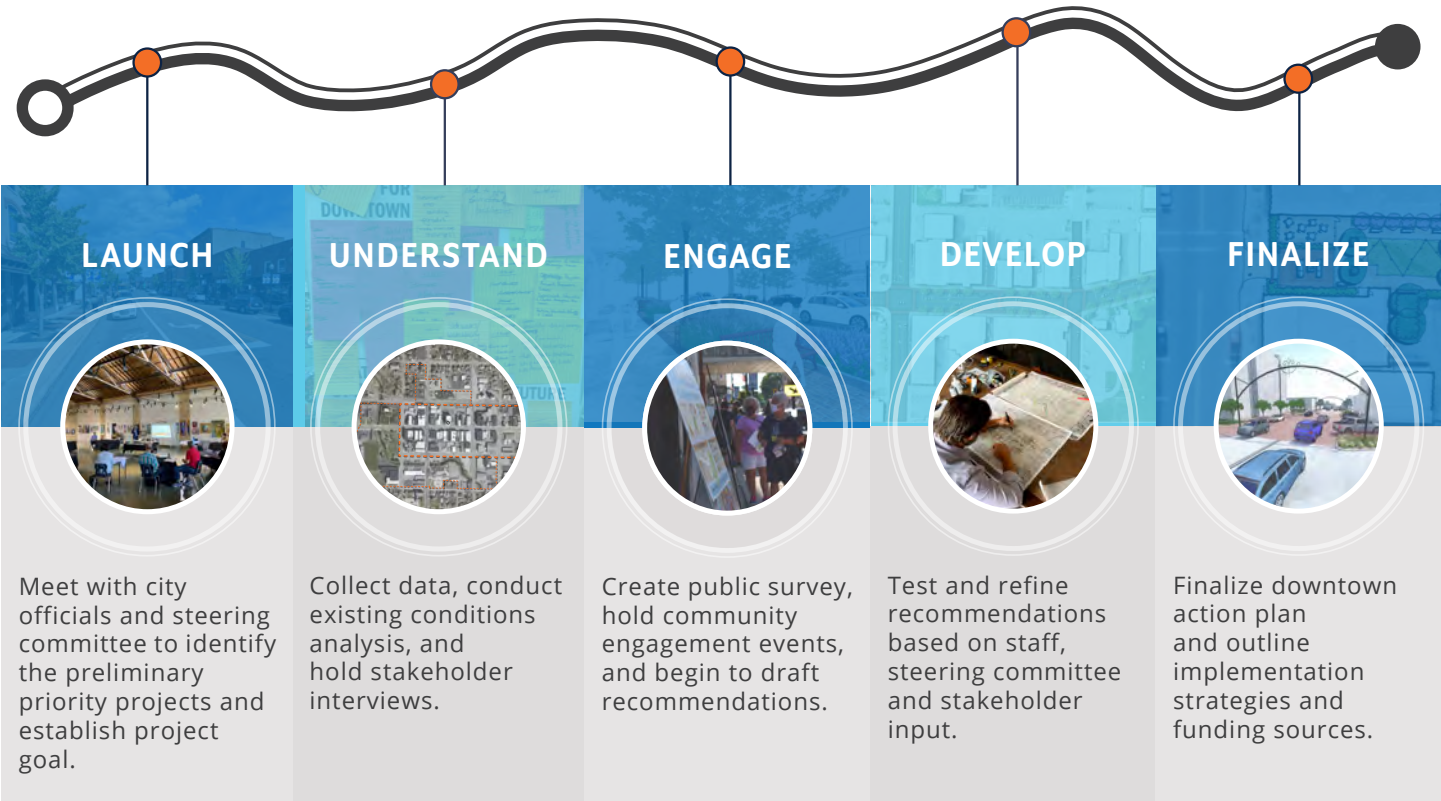 FOR
DOWNTOWN
LAUNCH
UNDERSTAND
ENGAGE
DEVELOP
FINALIZE
FUTURE
Meet with city
officials and steering
committee to identify
the preliminary
priority projects and
establish project
goal.
Collect data, conduct
existing conditions
analysis, and
hold stakeholder
interviews.
Create public survey,
hold community
engagement events,
and begin to draft
recommendations.
Test and refine
recommendations
based on staff,
steering committee
and stakeholder
input.
Finalize downtown
action plan
and outline
implementation
strategies and
funding sources.